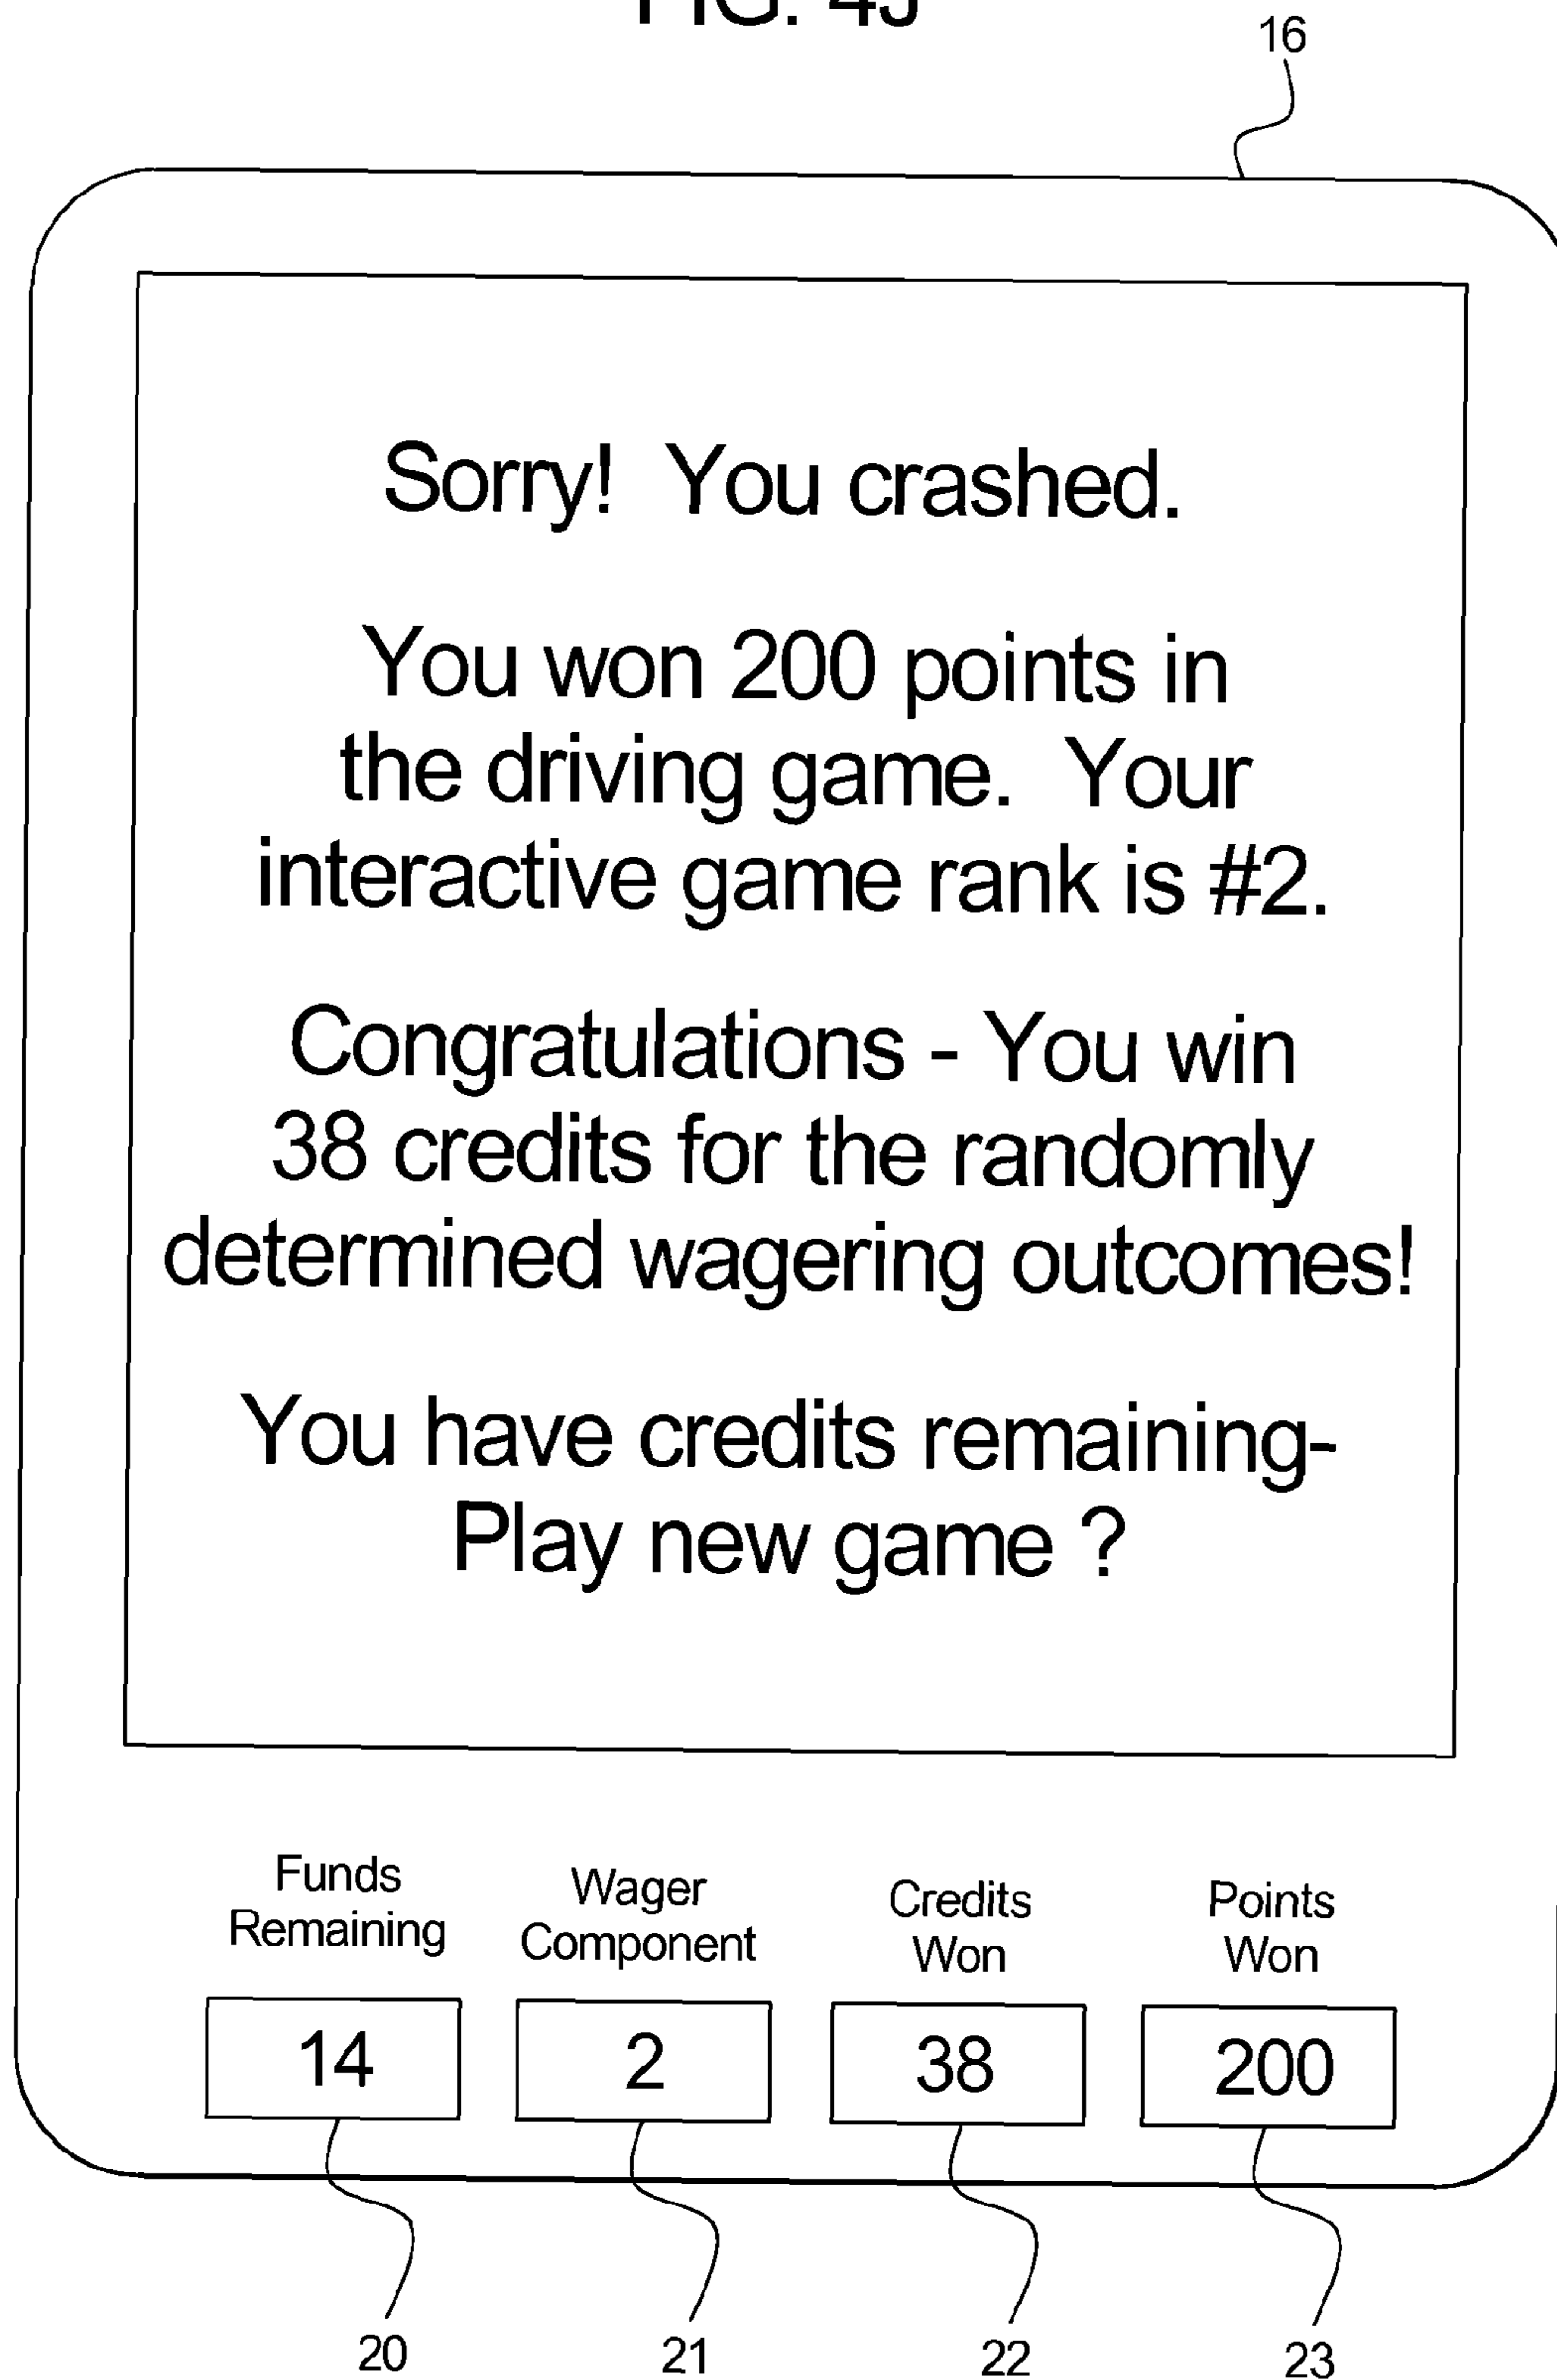 FIG. 4J
16
Sorry! You crashed.
You won 200 points in
the driving game. Your
interactive game rank is #2.
Congratulations - You win
38 credits for the randomly
determined wagering outcomes!
You have credits remaining-
Play new game ?
Funds
Remaining
Wager
Component
Credits
Won
Points
Won
14
2
38
200
20
21
22
23